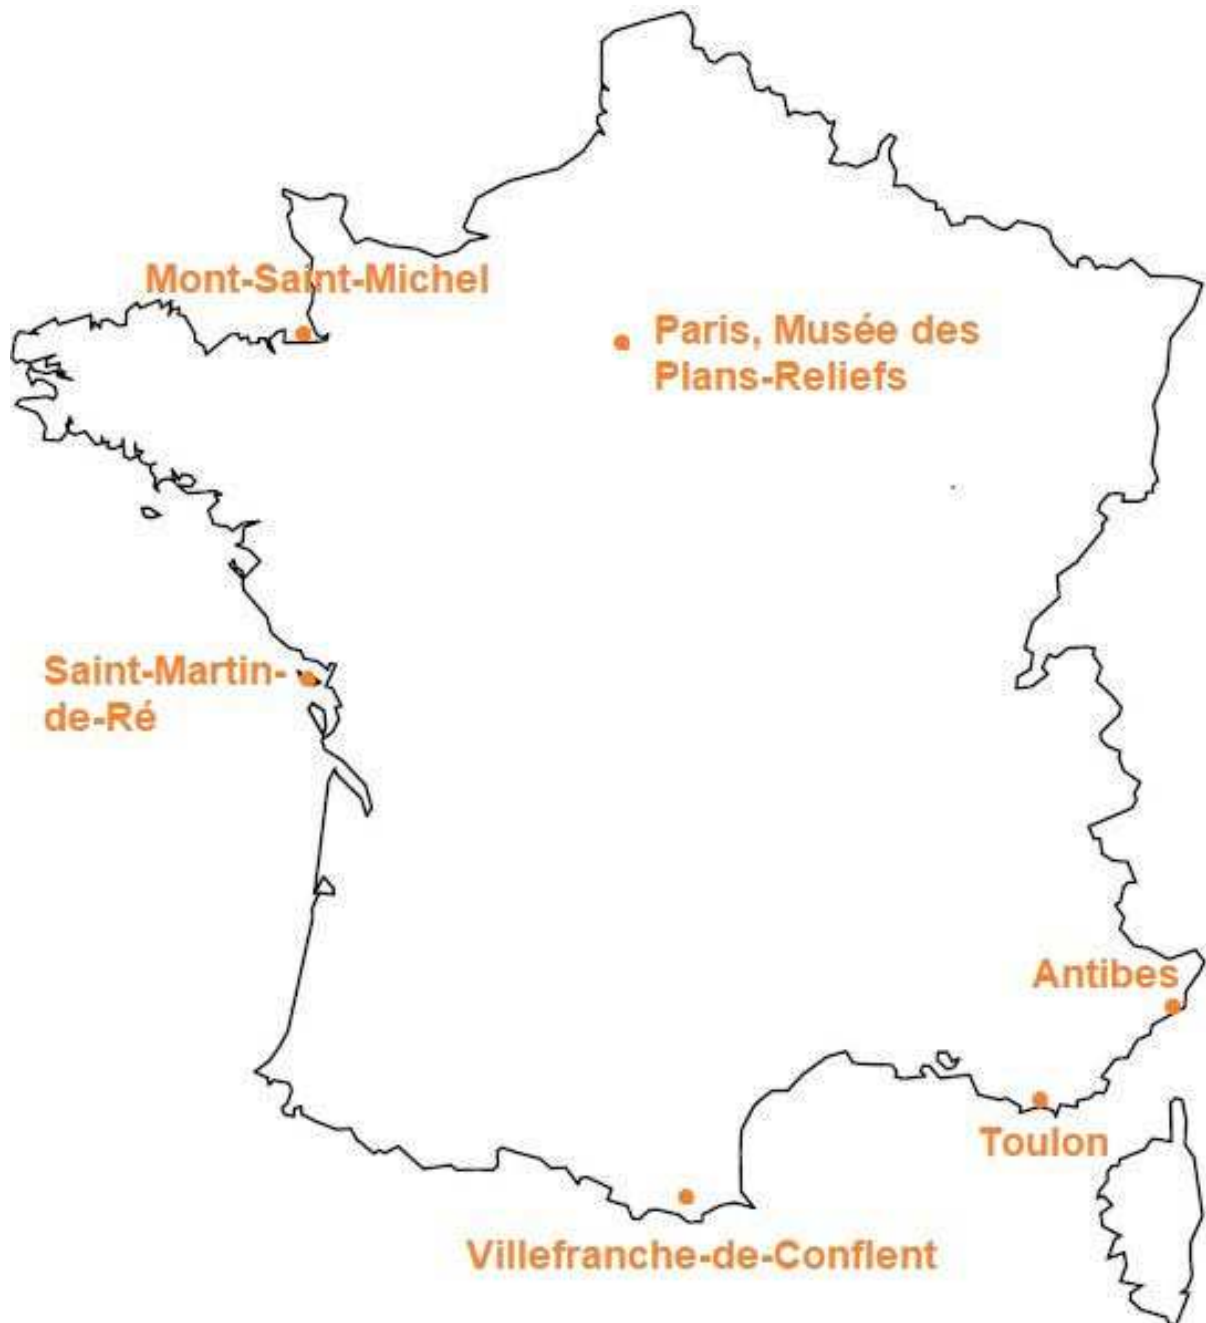 Mont-Saint-Michel
Paris, Musée des
Plans-Reliefs
Saint-Martin-
de-Ré
Antibes
Toulon
Villefranche-de-Conflent